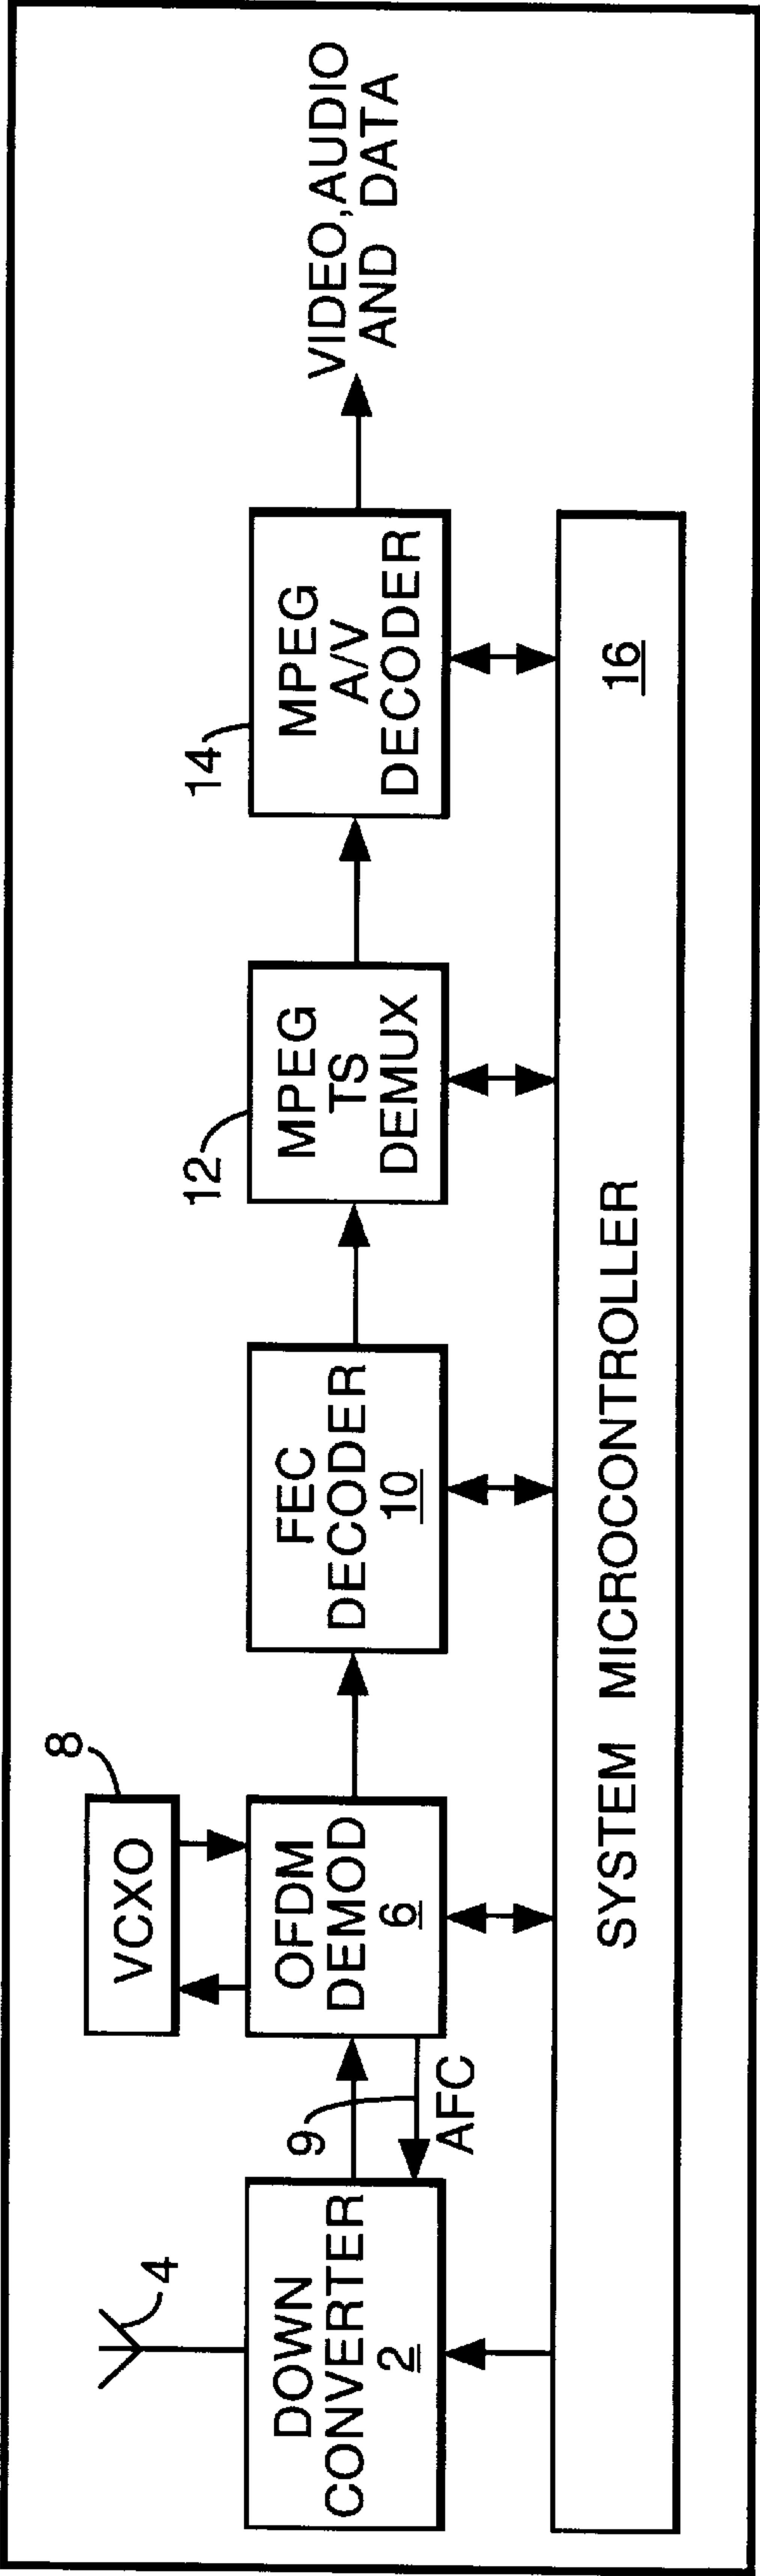 4
DOWN
CONVERTER
2
9
AFC
8
VCXO
OFDM
DEMOD
6
FEC
DECODER
10
12
MPEG
TS
DEMUX
14
MPEG
A/V
DECODER
VIDEO, AUDIO
AND DATA
SYSTEM MICROCONTROLLER
16